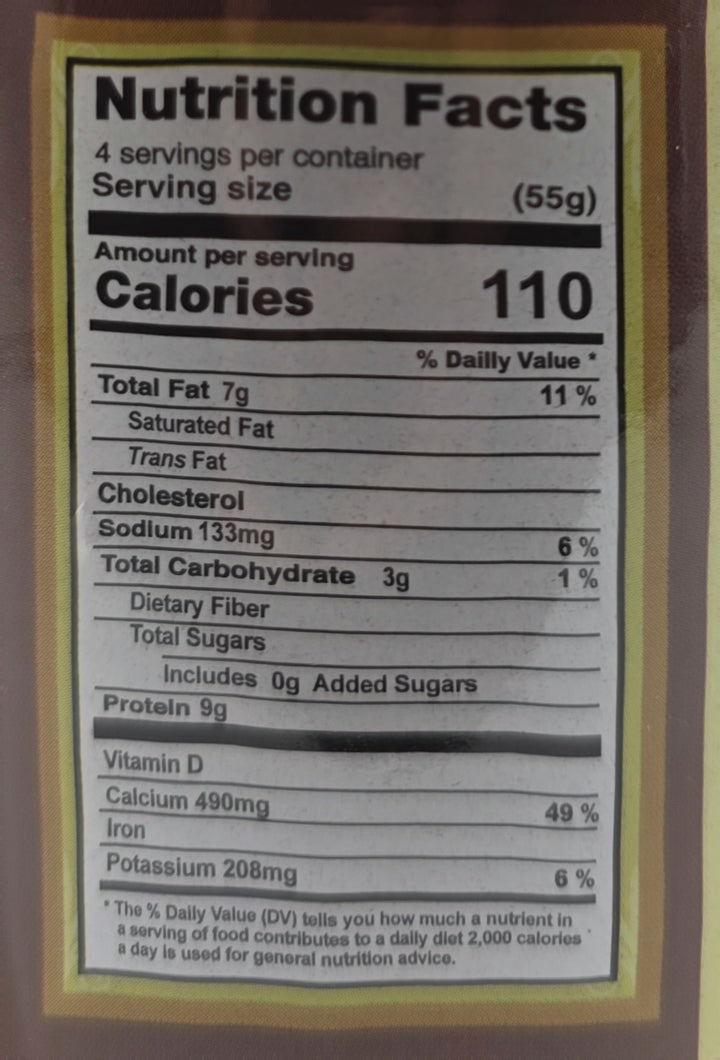 Nutrition Facts
4 servings per container
Serving size (55g)
Amount per serving
Calories 110
% Dailly Value *
Total Fat 7g 11 %
Saturated Fat
Trans Fat
Cholesterol
Sodium 133mg 6 %
Total Carbohydrate 3g 1 %
Dietary Fiber
Total Sugars
Includes 0g Added Sugars
Protein 9g
Vitamin D
Calcium 490mg 49 %
Iron
Potassium 208mg 6 %
* The % Daily Value (DV) tells you how much a nutrient in
a serving of food contributes to a daily diet 2,000 calories
a day is used for general nutrition advice.